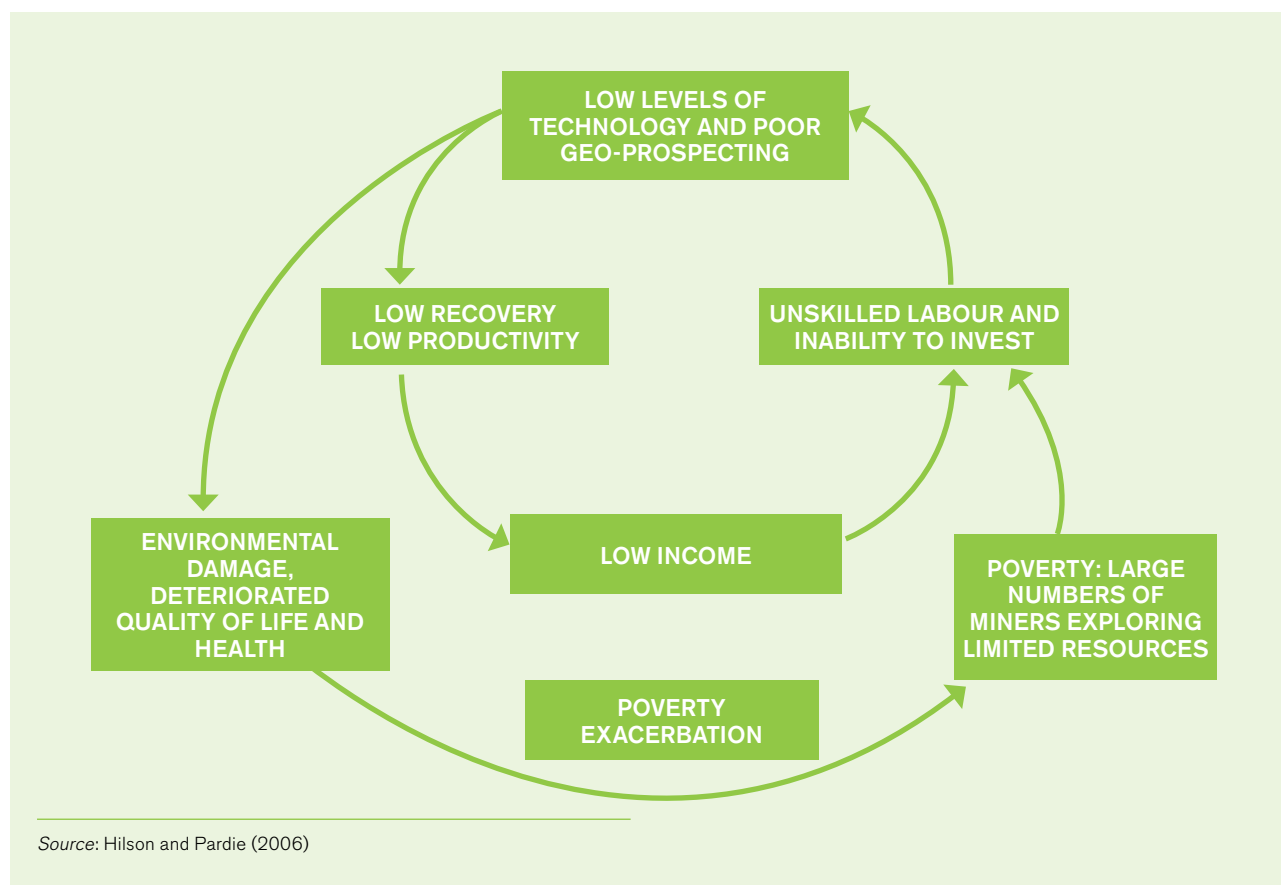 LOW LEVELS OF
TECHNOLOGY AND POOR
GEO-PROSPECTING
LOW RECOVERY
LOW PRODUCTIVITY
UNSKILLED LABOUR AND
INABILITY TO INVEST
ENVIRONMENTAL
DAMAGE,
DETERIORATED
QUALITY OF LIFE AND
HEALTH
LOW INCOME
POVERTY: LARGE
NUMBERS OF
MINERS EXPLORING
LIMITED RESOURCES
POVERTY
EXACERBATION
Source: Hilson and Pardie (2006)